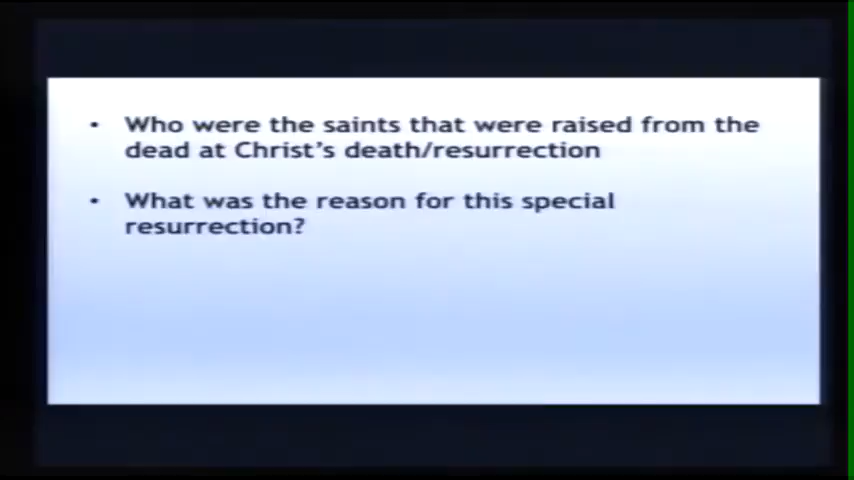 • Who were the saints that were raised from the
dead at Christ's death/resurrection
• What was the reason for this special
resurrection?